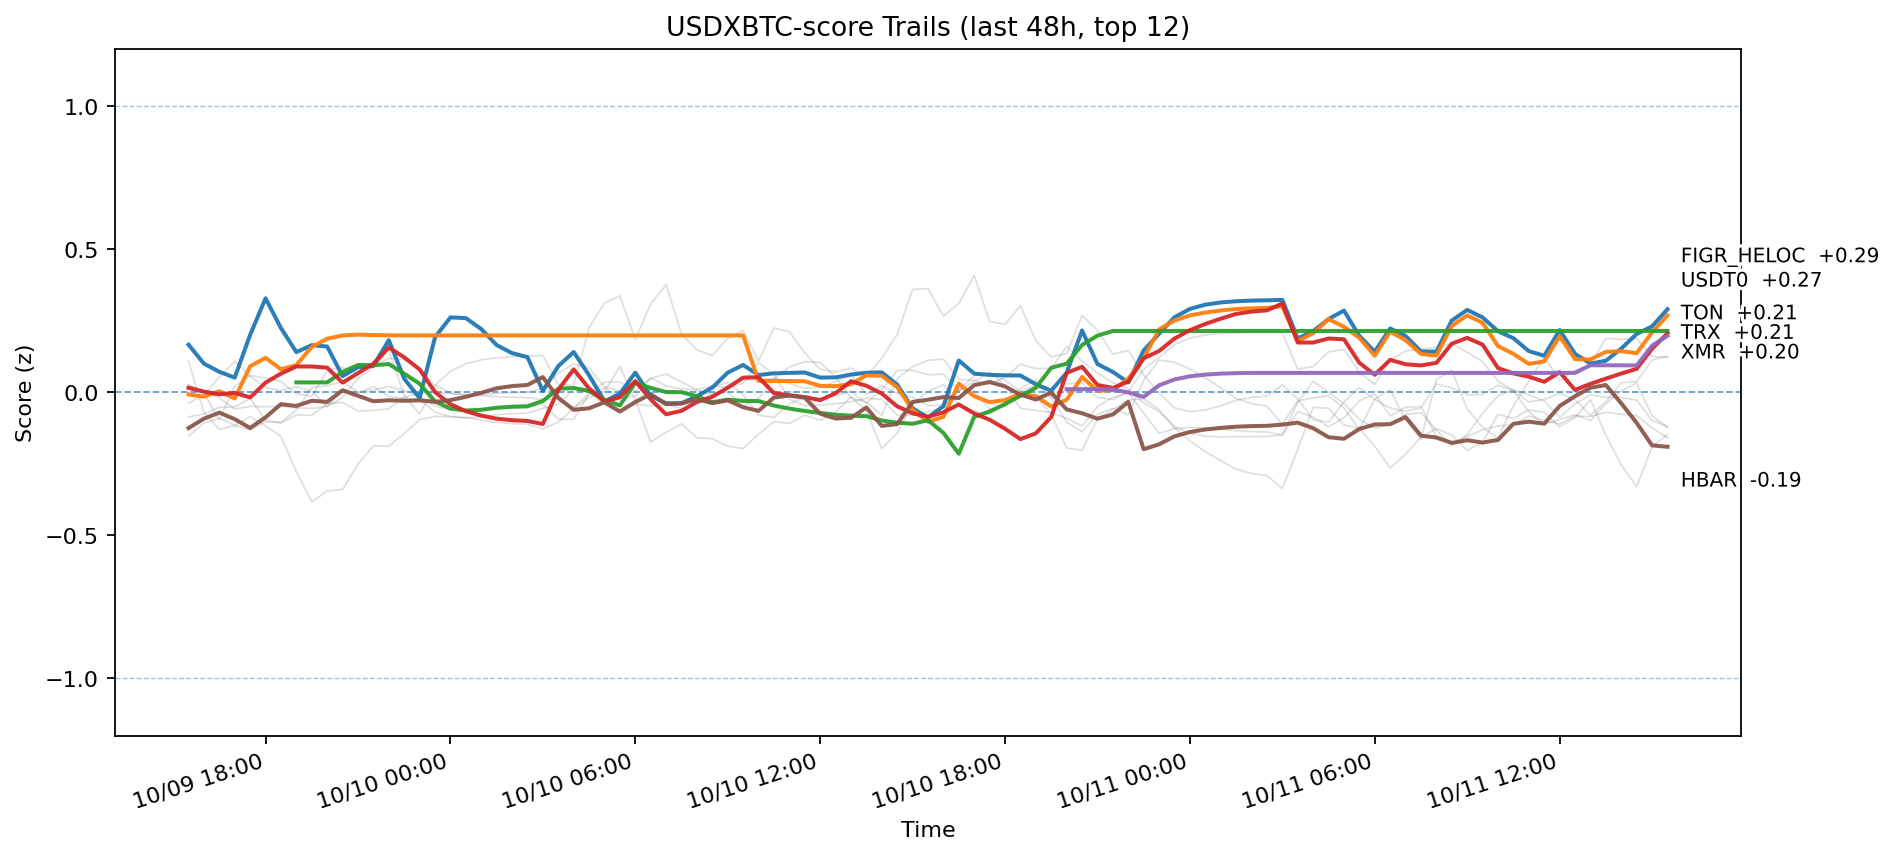 USDXBTC-score Trails (last 48h, top 12)
Score (z)
1.0
0.5
0.0
−0.5
−1.0
FIGR_HELOC +0.29
USDT0 +0.27
TON +0.21
TRX +0.21
XMR +0.20
HBAR -0.19
10/09 18:00
10/10 00:00
10/10 06:00
10/10 12:00
10/10 18:00
10/11 00:00
10/11 06:00
10/11 12:00
Time